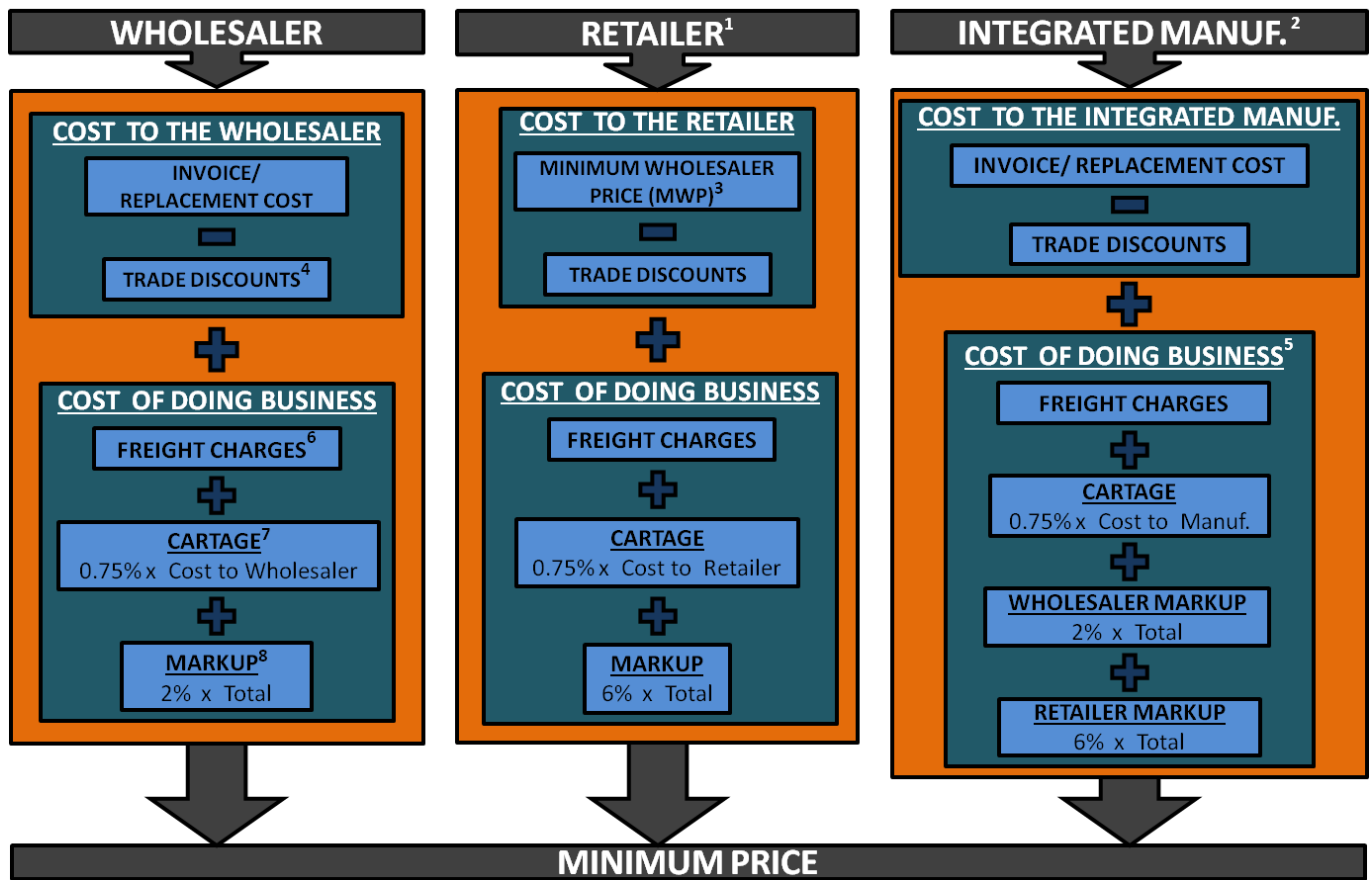 WHOLESALER
COST TO THE WHOLESALER
INVOICE/
REPLACEMENT COST
TRADE DISCOUNTS4
COST OF DOING BUSINESS
FREIGHT CHARGES6
CARTAGE7
0.75% x Cost to Wholesaler
MARKUP8
2% x Total
RETAILER1
COST TO THE RETAILER
MINIMUM WHOLESALER
PRICE (MWP)3
TRADE DISCOUNTS
COST OF DOING BUSINESS
FREIGHT CHARGES
CARTAGE
0.75% x Cost to Retailer
MARKUP
6% x Total
INTEGRATED MANUF.2
COST TO THE INTEGRATED MANUF.
INVOICE/ REPLACEMENT COST
TRADE DISCOUNTS
COST OF DOING BUSINESS5
FREIGHT CHARGES
CARTAGE
0.75% x Cost to Manuf.
WHOLESALER MARKUP
2% x Total
RETAILER MARKUP
6% x Total
MINIMUM PRICE